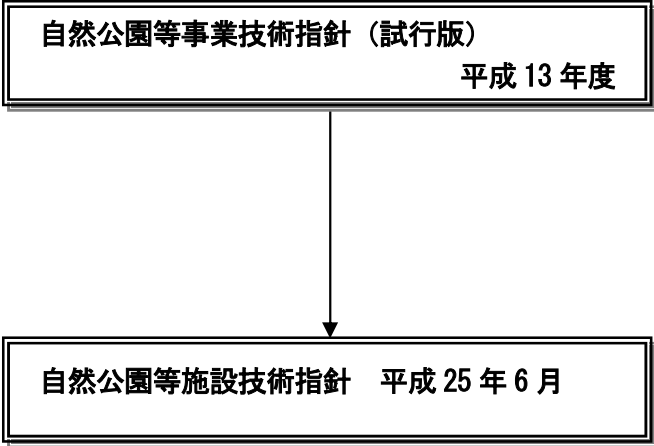 自然公園等事業技術指針（試行版）
平成 13 年度
自然公園等施設技術指針　平成 25 年 6 月